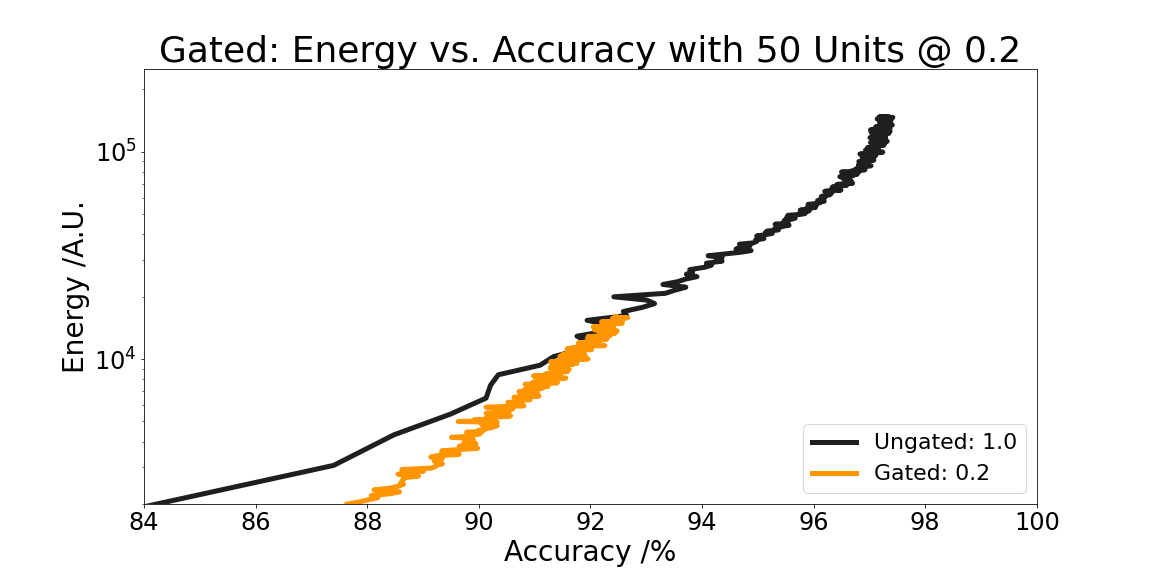 Gated: Energy vs. Accuracy with 50 Units @ 0.2
10^5
10^4
Energy /A.U.
Ungated: 1.0
Gated: 0.2
84 86 88 90 92 94 96 98 100
Accuracy /%